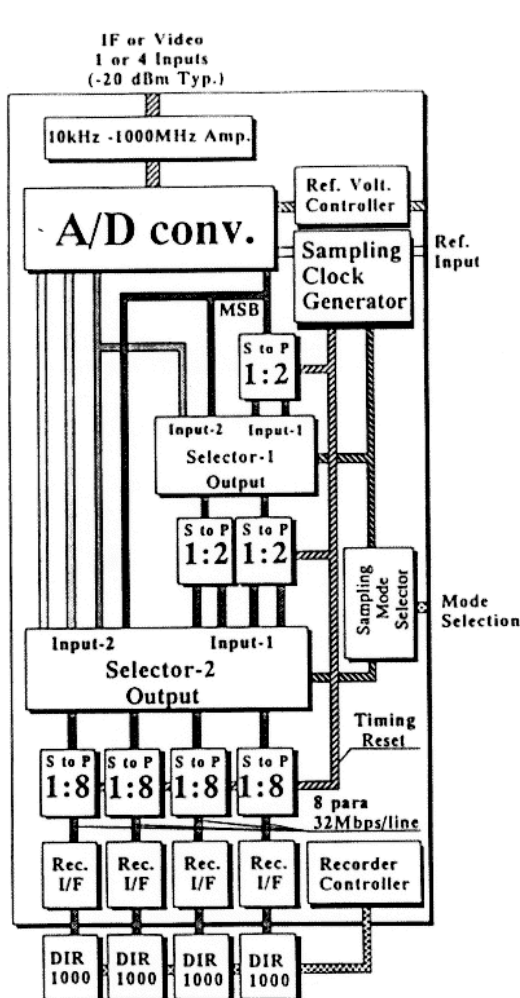 IF or Video
1 or 4 Inputs
(-20 dBm Typ.)
10kHz -1000MHz Amp.
Ref. Volt.
Controller
A/D conv.
Sampling
Clock
Generator
Ref.
Input
MSB
S to P
1:2
Input-2 Input-1
Selector-1
Output
S to P S to P
1:2 1:2
Sampling
Mode
Selector
Mode
Selection
Input-2 Input-1
Selector-2
Output
Timing
Reset
S to P S to P S to P S to P
1:8 1:8 1:8 1:8
8 para
32Mbps/line
Rec. Rec. Rec. Rec.
I/F I/F I/F I/F
Recorder
Controller
DIR DIR DIR DIR
1000 1000 1000 1000